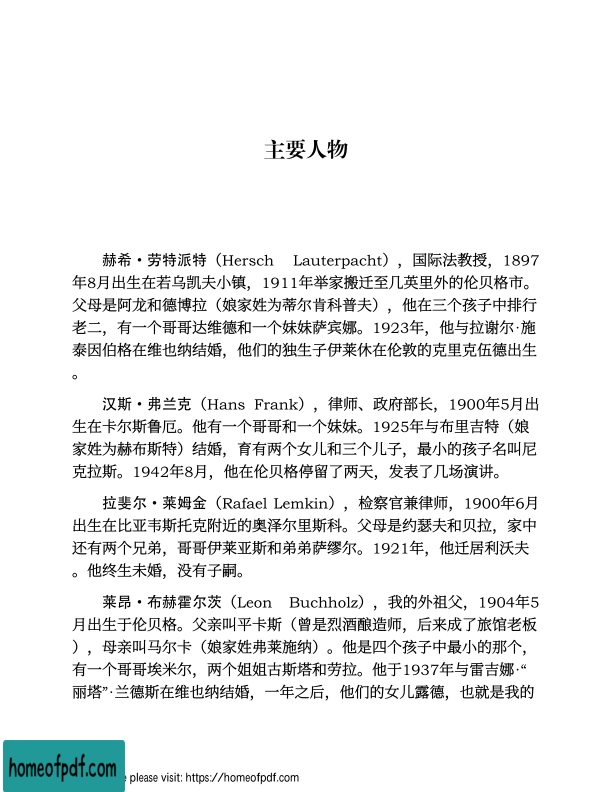 主要人物
赫希·劳特派特（Hersch Lauterpacht），国际法教授，1897
年8月出生在若乌凯夫小镇，1911年举家搬迁至几英里外的伦贝格市。
父母是阿龙和德博拉（娘家姓为蒂尔肯科普夫），他在三个孩子中排行
老二，有一个哥哥达维德和一个妹妹萨宾娜。1923年，他与拉谢尔·施
泰因伯格在维也纳结婚，他们的独生子伊莱休在伦敦的克里克伍德出生
。
汉斯·弗兰克（Hans Frank），律师、政府部长，1900年5月出
生在卡尔斯鲁厄。他有一个哥哥和一个妹妹。1925年与布里吉特（娘
家姓为赫布斯特）结婚，育有两个女儿和三个儿子，最小的孩子名叫尼
克拉斯。1942年8月，他在伦贝格停留了两天，发表了几场演讲。
拉斐尔·莱姆金（Rafael Lemkin），检察官兼律师，1900年6月
出生在比亚韦斯托克附近的奥泽尔里斯科。父母是约瑟夫和贝拉，家中
还有两个兄弟，哥哥伊莱亚斯和弟弟萨缪尔。1921年，他迁居利沃夫
。他终生未婚，没有子嗣。
莱昂·布赫霍尔茨（Leon Buchholz），我的外祖父，1904年5
月出生于伦贝格。父亲叫平卡斯（曾是烈酒酿造师，后来成了旅馆老板
），母亲叫马尔卡（娘家姓弗莱施纳）。他是四个孩子中最小的那个，
有一个哥哥埃米尔，两个姐姐古斯塔和劳拉。他于1937年与雷吉娜·“
丽塔”·兰德斯在维也纳结婚，一年之后，他们的女儿露德，也就是我的
homeofpdf.com
e please visit: https://homeofpdf.com